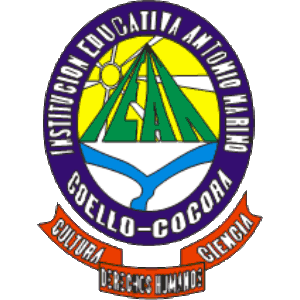 INSTITUCION EDUCATIVA ANTONIO NARIÑO
IEAN
COELLO-COCORA
CULTURA
DERECHOS HUMANOS
CIENCIA